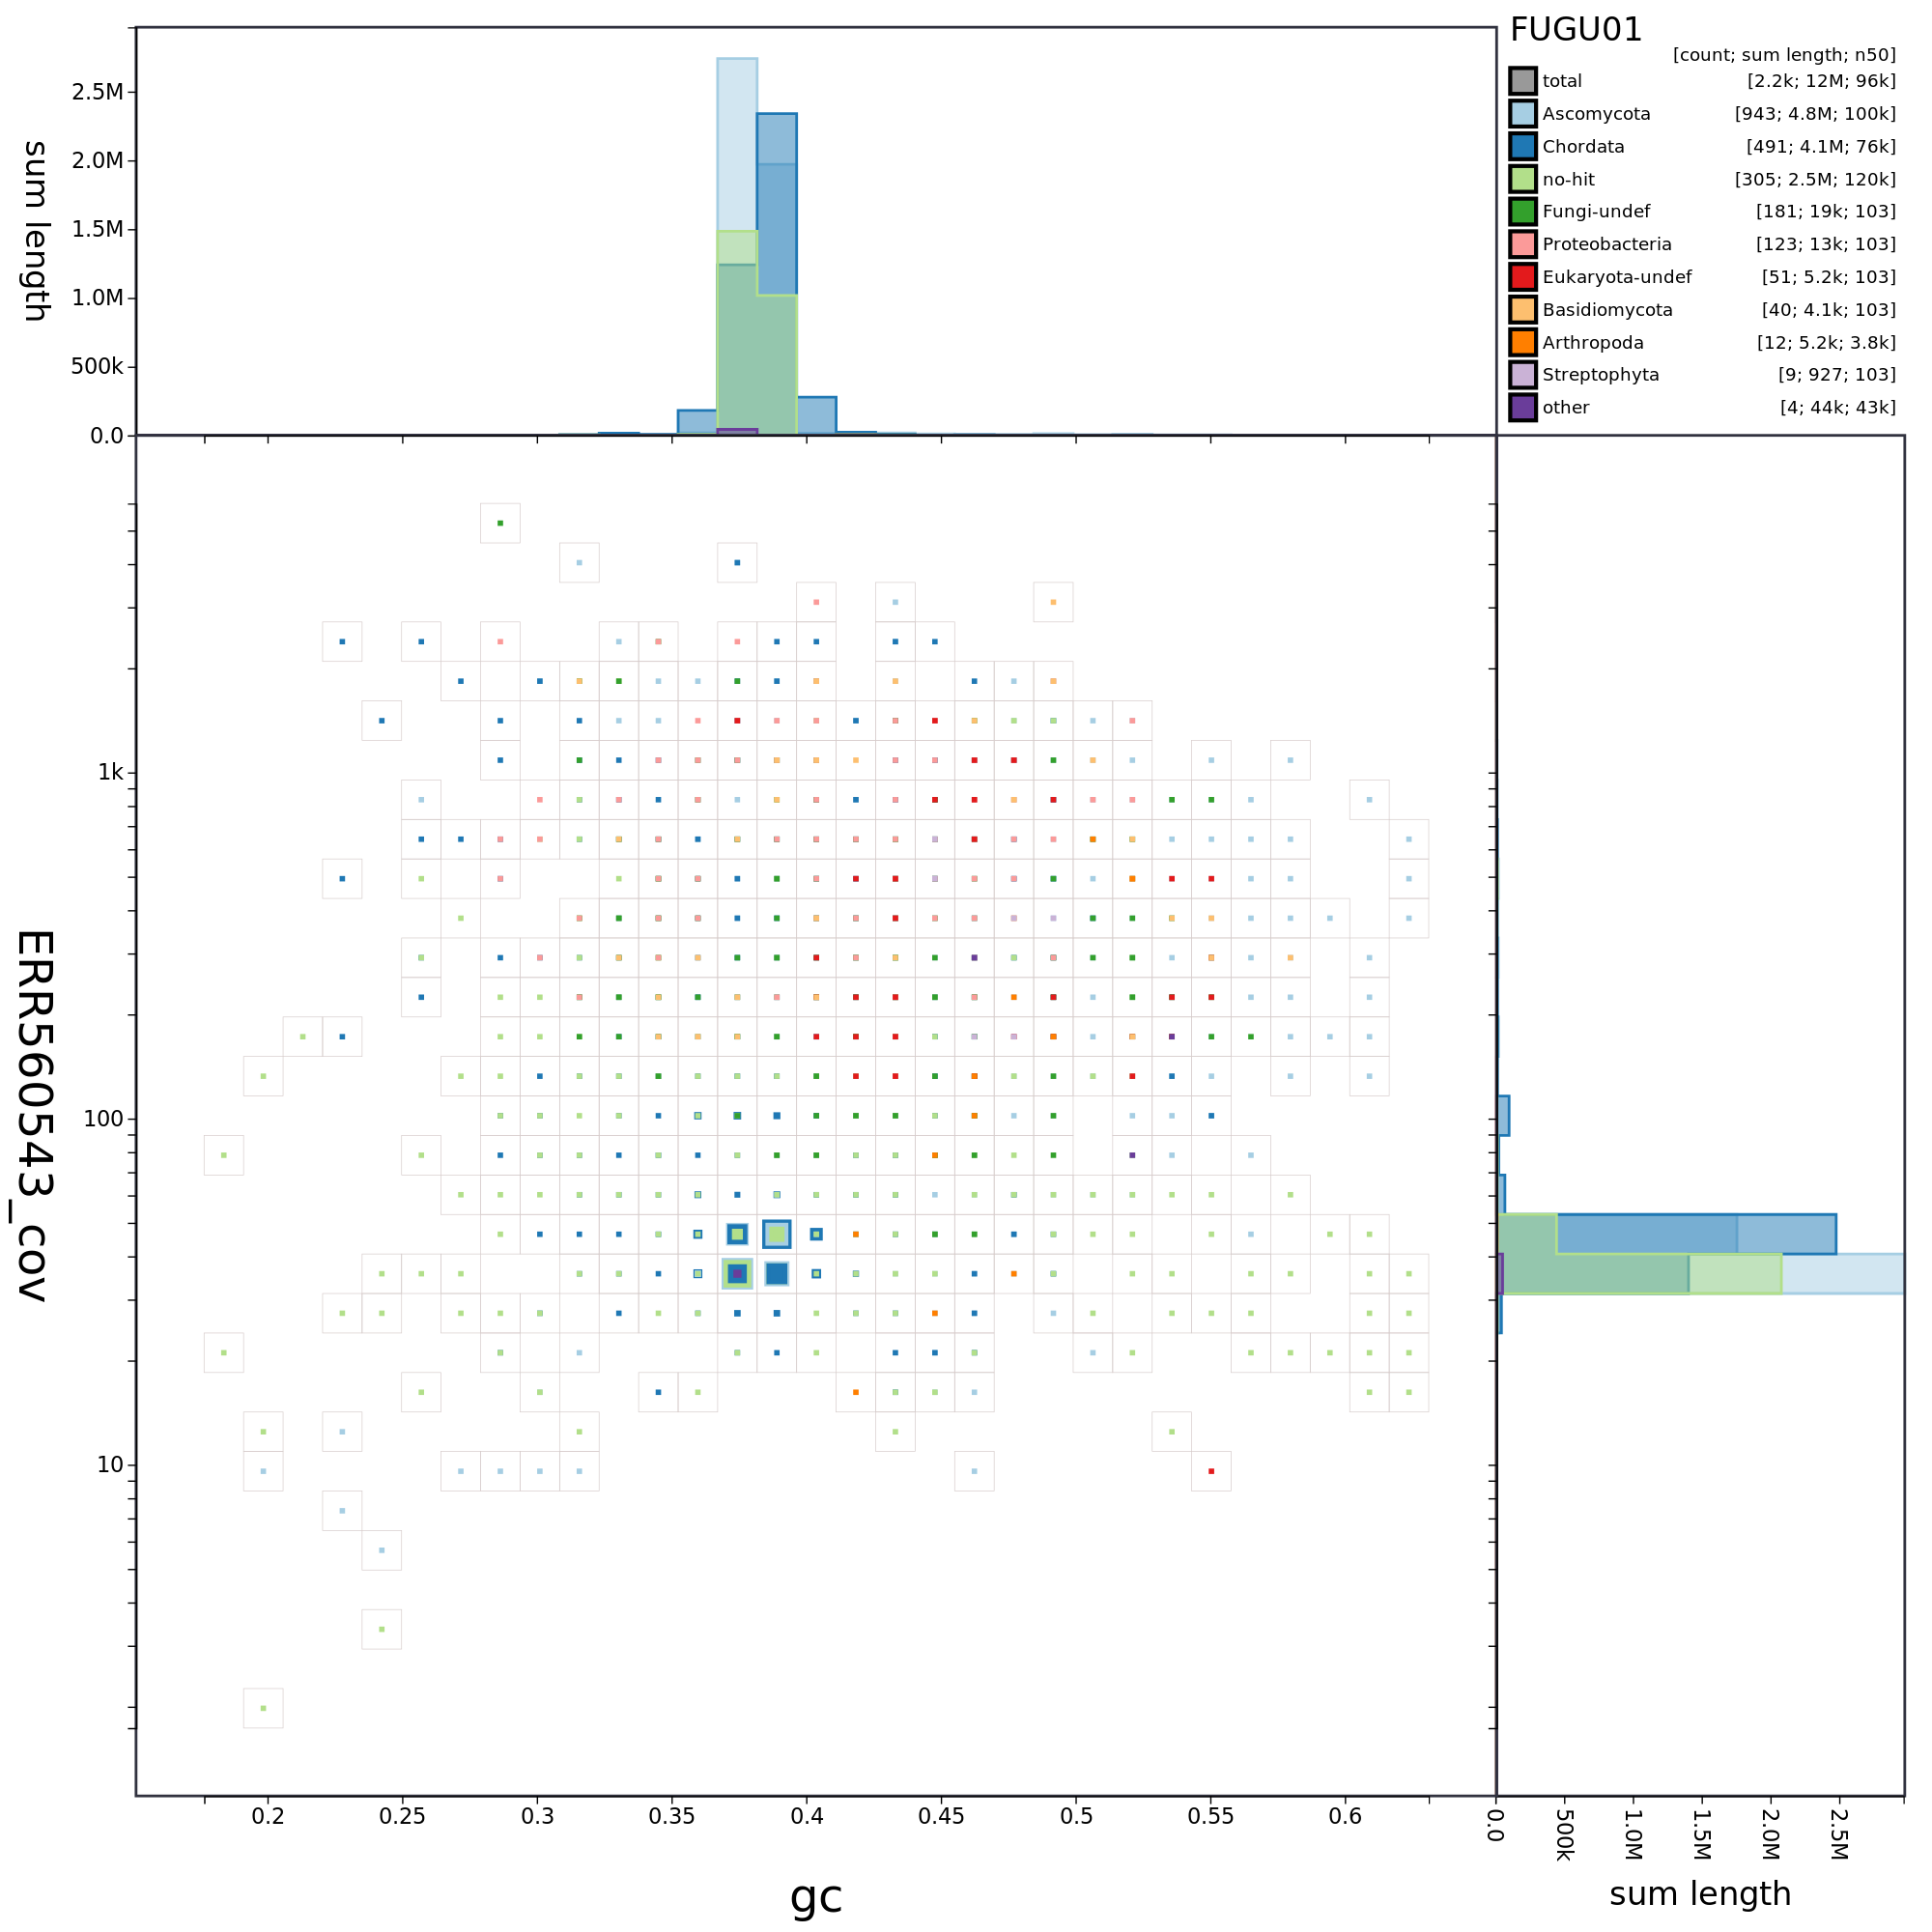 FUGU01
[count; sum length; n50]
total [2.2k; 12M; 96k]
Ascomycota [943; 4.8M; 100k]
Chordata [491; 4.1M; 76k]
no-hit [305; 2.5M; 120k]
Fungi-undef [181; 19k; 103]
Proteobacteria [123; 13k; 103]
Eukaryota-undef [51; 5.2k; 103]
Basidiomycota [40; 4.1k; 103]
Arthropoda [12; 5.2k; 3.8k]
Streptophyta [9; 927; 103]
other [4; 44k; 43k]
sum length
2.5M
2.0M
1.5M
1.0M
500k
0.0
ERR560543_cov
1k
100
10
0.2 0.25 0.3 0.35 0.4 0.45 0.5 0.55 0.6
gc
0.0 500k 1.0M 1.5M 2.0M 2.5M
sum length